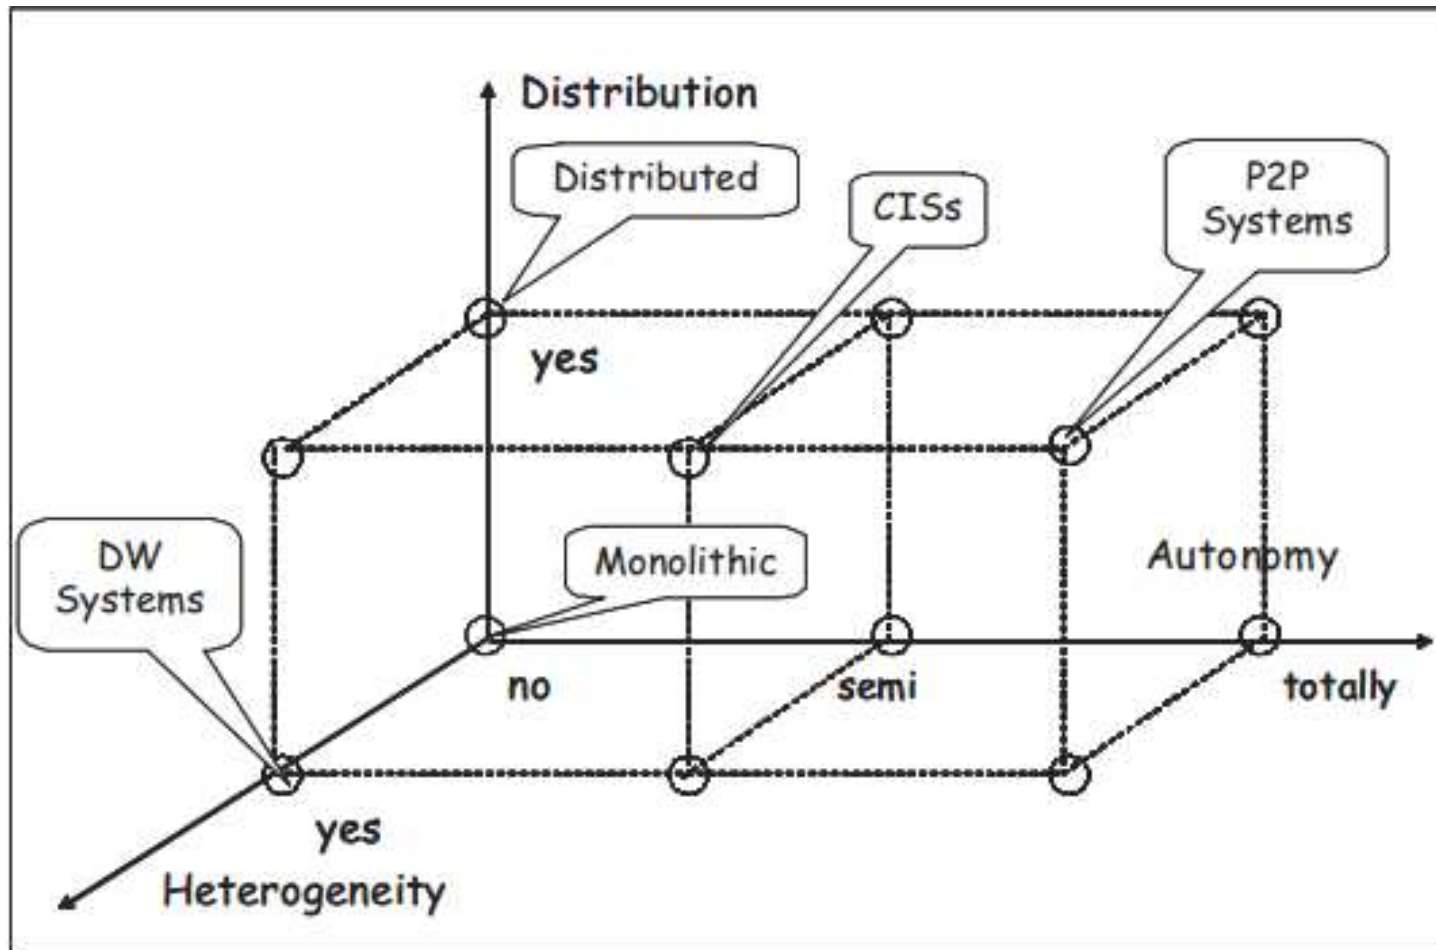 Distribution
Distributed
CISs
P2P
Systems
yes
DW
Systems
Monolithic
Autonomy
no
semi
totally
yes
Heterogeneity